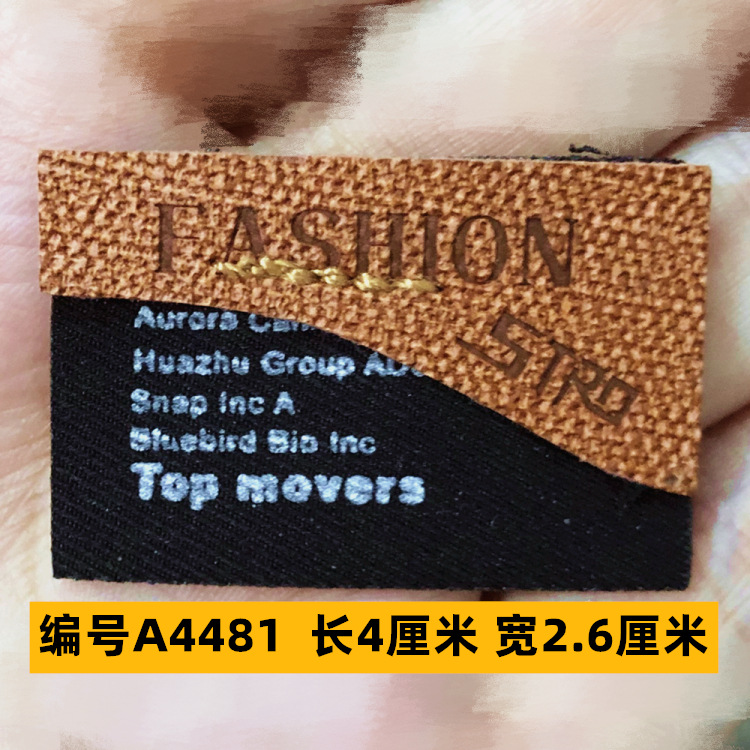 FASHION
STRO
Aurora
Huazhu Group
Snap Inc A
Bluebird Bio Inc
Top movers
编号A4481 长4厘米 宽2.6厘米